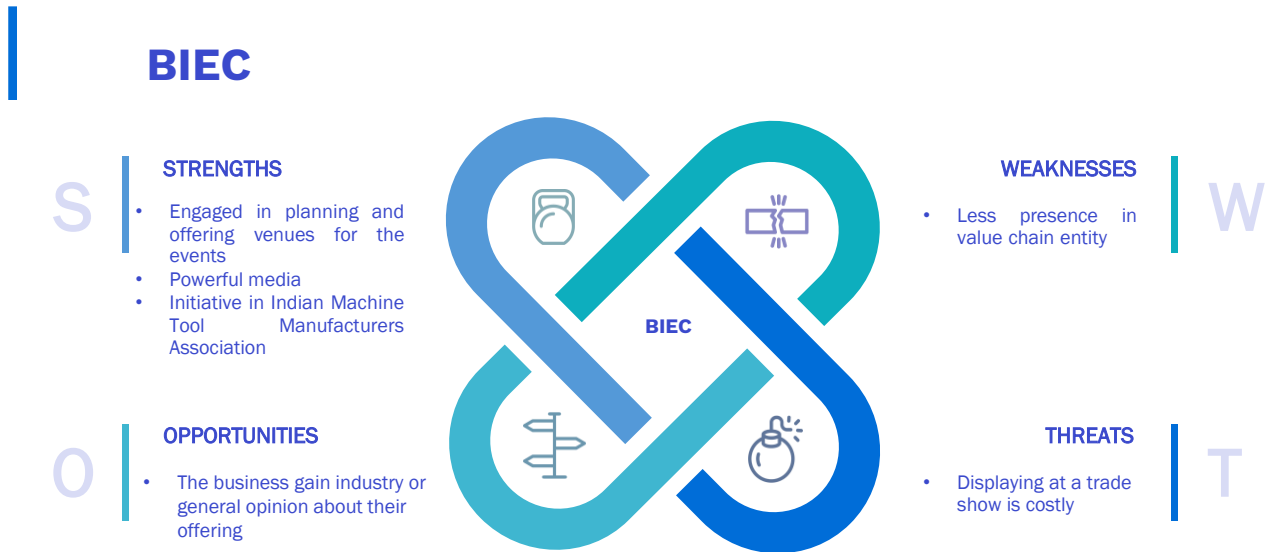 BIEC
S
STRENGTHS
• Engaged in planning and
offering venues for the
events
• Powerful media
• Initiative in Indian Machine
Tool Manufacturers
Association
WEAKNESSES
W
• Less presence in
value chain entity
BIEC
O
OPPORTUNITIES
• The business gain industry or
general opinion about their
offering
THREATS
T
• Displaying at a trade
show is costly